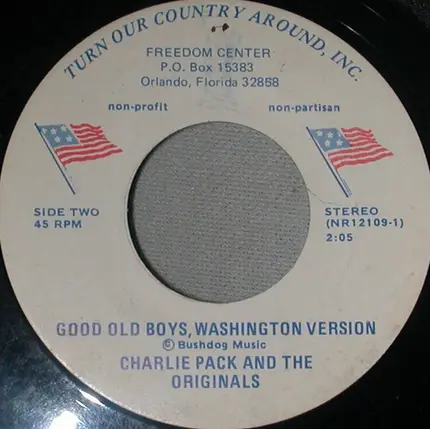 TURN OUR COUNTRY AROUND, INC.
FREEDOM CENTER
P.O. Box 15383
Orlando, Florida 32858
non-profit
non-partisan
SIDE TWO
45 RPM
STEREO
(NR12109-1)
2:05
GOOD OLD BOYS, WASHINGTON VERSION
© Bushdog Music
CHARLIE PACK AND THE
ORIGINALS